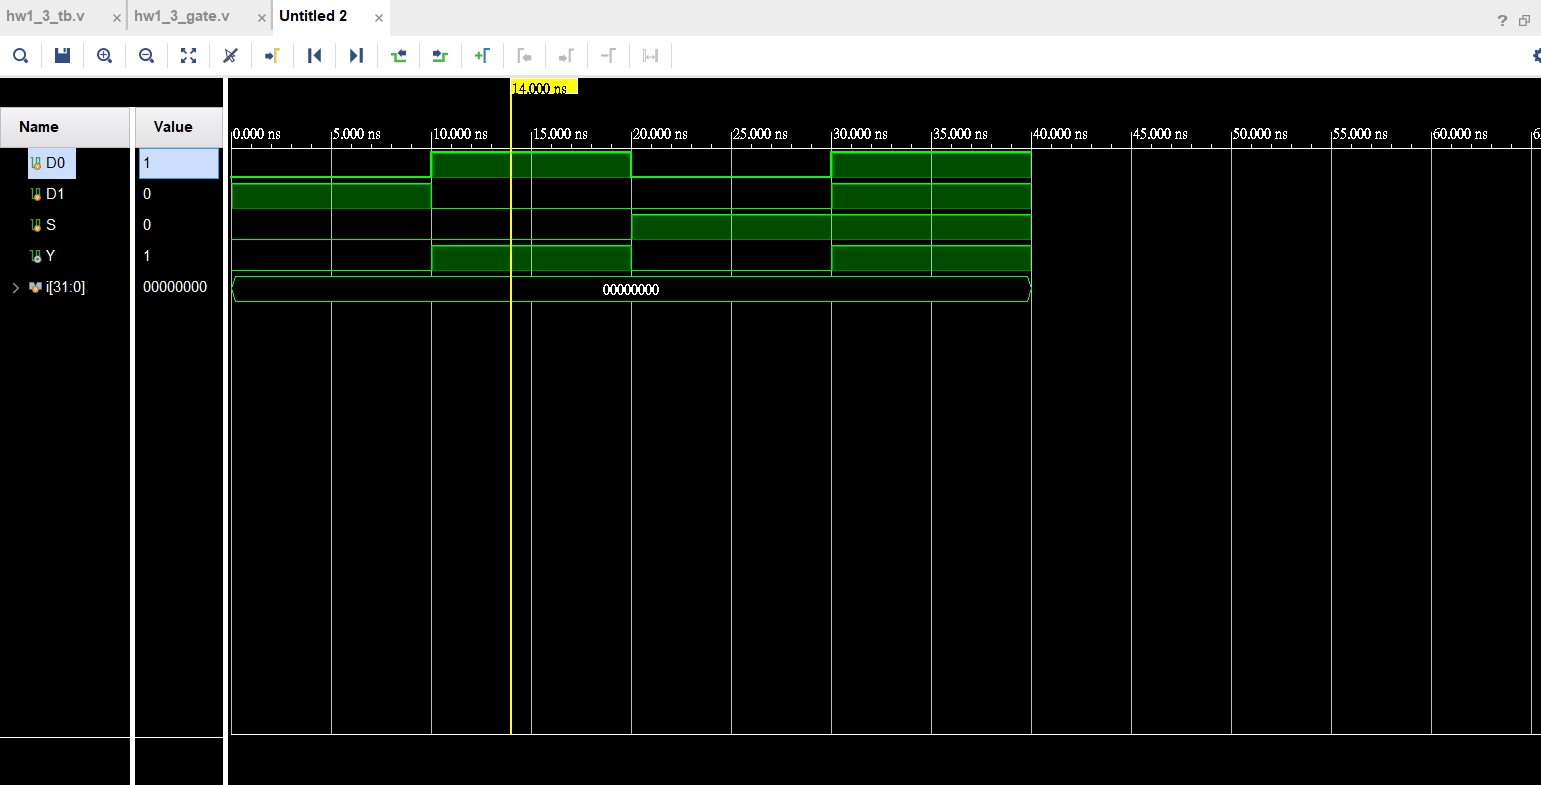 hw1_3_tb.v × hw1_3_gate.v × Untitled 2 × ?
14.000 ns
Name Value 0.000 ns 5.000 ns 10.000 ns 15.000 ns 20.000 ns 25.000 ns 30.000 ns 35.000 ns 40.000 ns 45.000 ns 50.000 ns 55.000 ns 60.000 ns 6
D0 1
D1 0
S 0
Y 1
i[31:0] 00000000 00000000